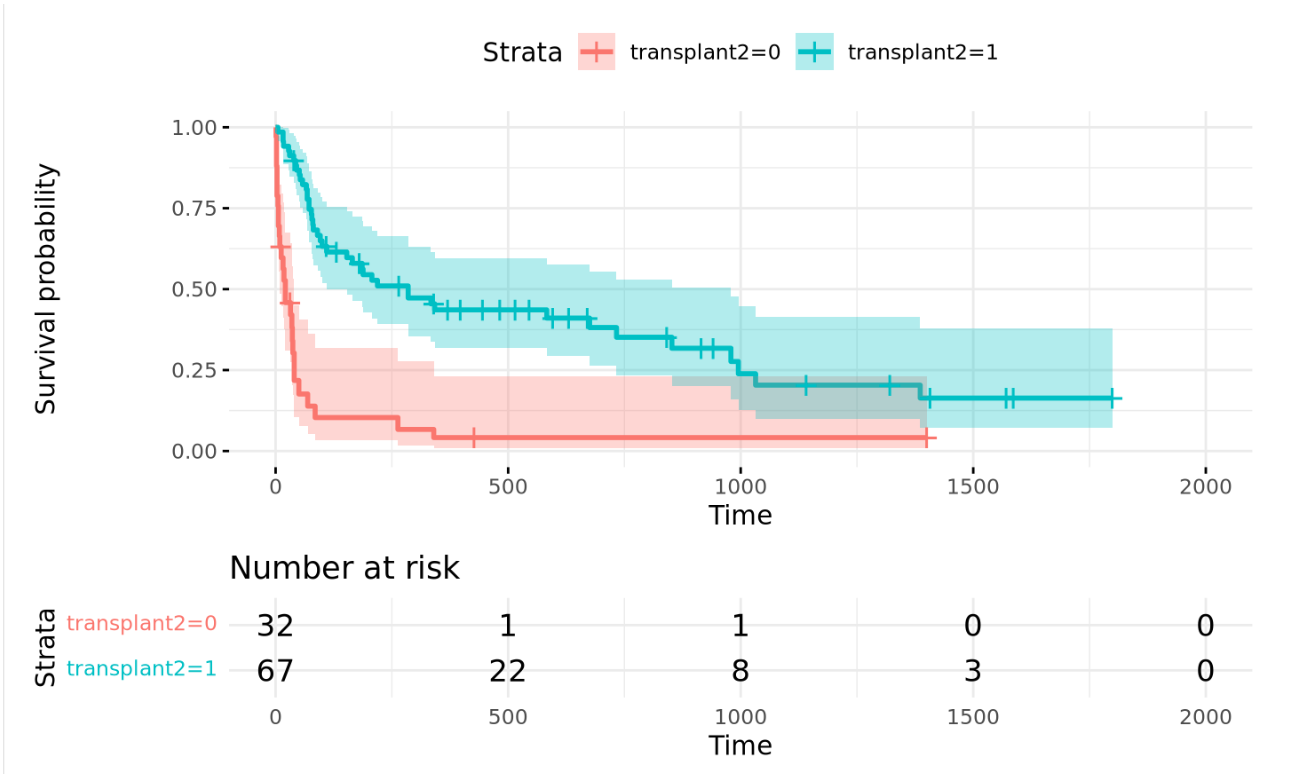 Strata transplant2=0 transplant2=1
Survival probability
1.00
0.75
0.50
0.25
0.00
0 500 1000 1500 2000
Time
Number at risk
Strata
transplant2=0 32 1 1 0 0
transplant2=1 67 22 8 3 0
0 500 1000 1500 2000
Time